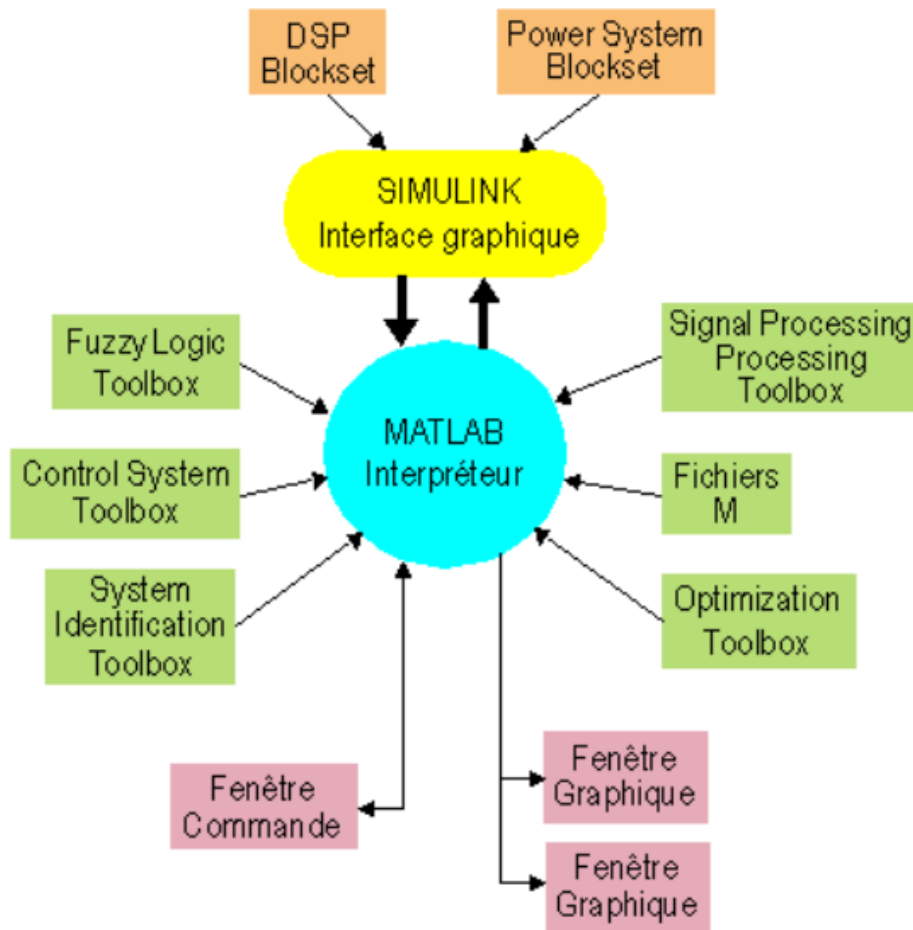 DSP
Blockset
Power System
Blockset
SIMULINK
Interface graphique
Fuzzy Logic
Toolbox
Signal Processing
Processing
Toolbox
MATLAB
Interpréteur
Control System
Toolbox
Fichiers
M
System
Identification
Toolbox
Optimization
Toolbox
Fenêtre
Commande
Fenêtre
Graphique
Fenêtre
Graphique